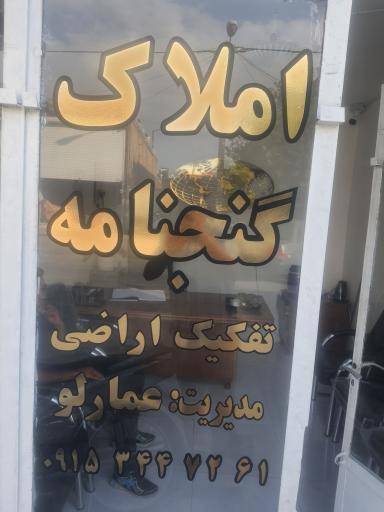 املاک
گنجنامه
تفکیک اراضی
مدیریت: عمارلو
۰۹۱۵ ۳۴۴ ۷۲ ۶۱